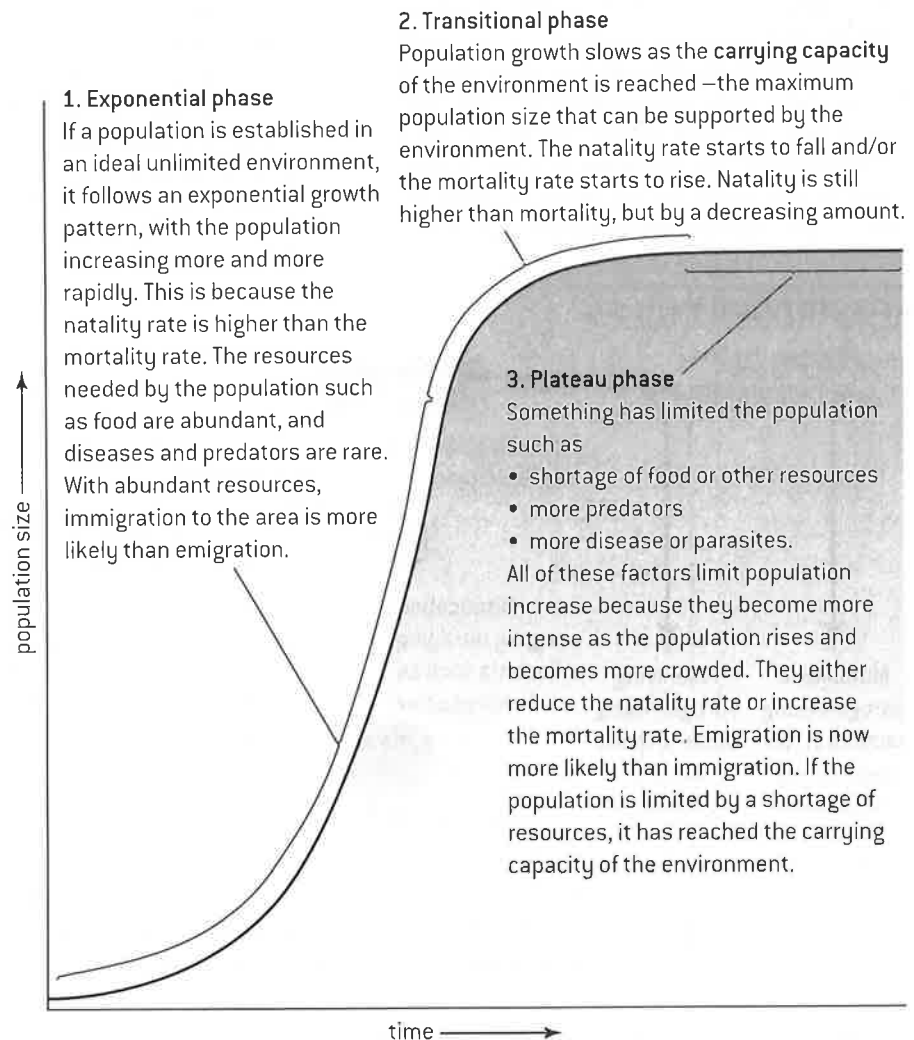 2. Transitional phase
Population growth slows as the carrying capacity
of the environment is reached –the maximum
population size that can be supported by the
environment. The natality rate starts to fall and/or
the mortality rate starts to rise. Natality is still
higher than mortality, but by a decreasing amount.
1. Exponential phase
If a population is established in
an ideal unlimited environment,
it follows an exponential growth
pattern, with the population
increasing more and more
rapidly. This is because the
natality rate is higher than the
mortality rate. The resources
needed by the population such
as food are abundant, and
diseases and predators are rare.
With abundant resources,
immigration to the area is more
likely than emigration.
3. Plateau phase
Something has limited the population
such as
• shortage of food or other resources
• more predators
• more disease or parasites.
All of these factors limit population
increase because they become more
intense as the population rises and
becomes more crowded. They either
reduce the natality rate or increase
the mortality rate. Emigration is now
more likely than immigration. If the
population is limited by a shortage of
resources, it has reached the carrying
capacity of the environment.
population size
time